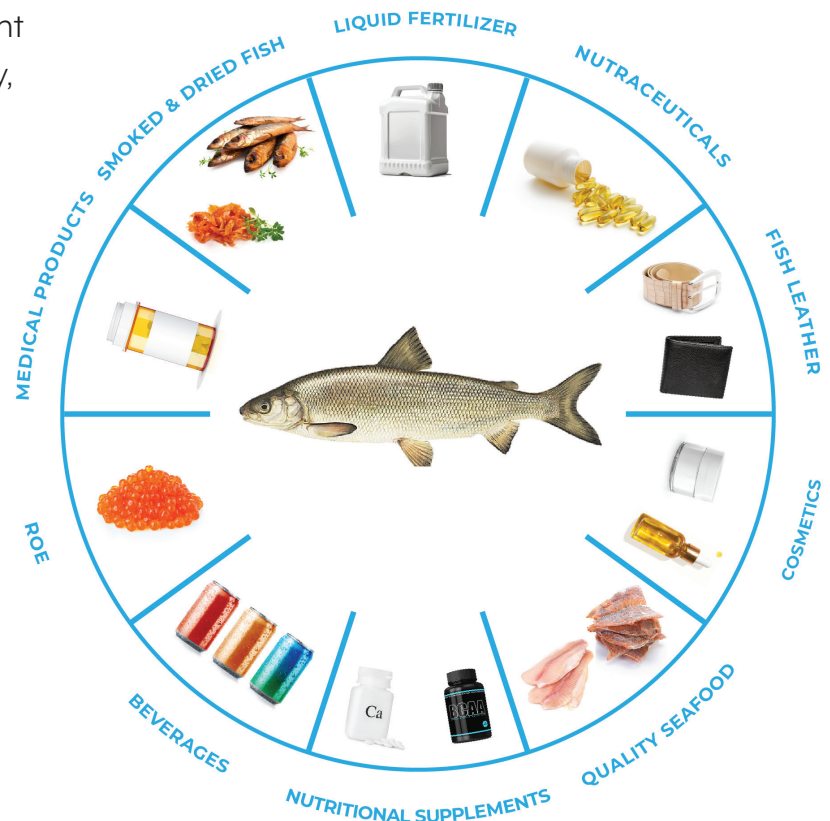 nt
y,
LIQUID FERTILIZER
NUTRACEUTICALS
FISH LEATHER
COSMETICS
QUALITY SEAFOOD
NUTRITIONAL SUPPLEMENTS
BEVERAGES
ROE
MEDICAL PRODUCTS
SMOKED & DRIED FISH
Ca
BCAA